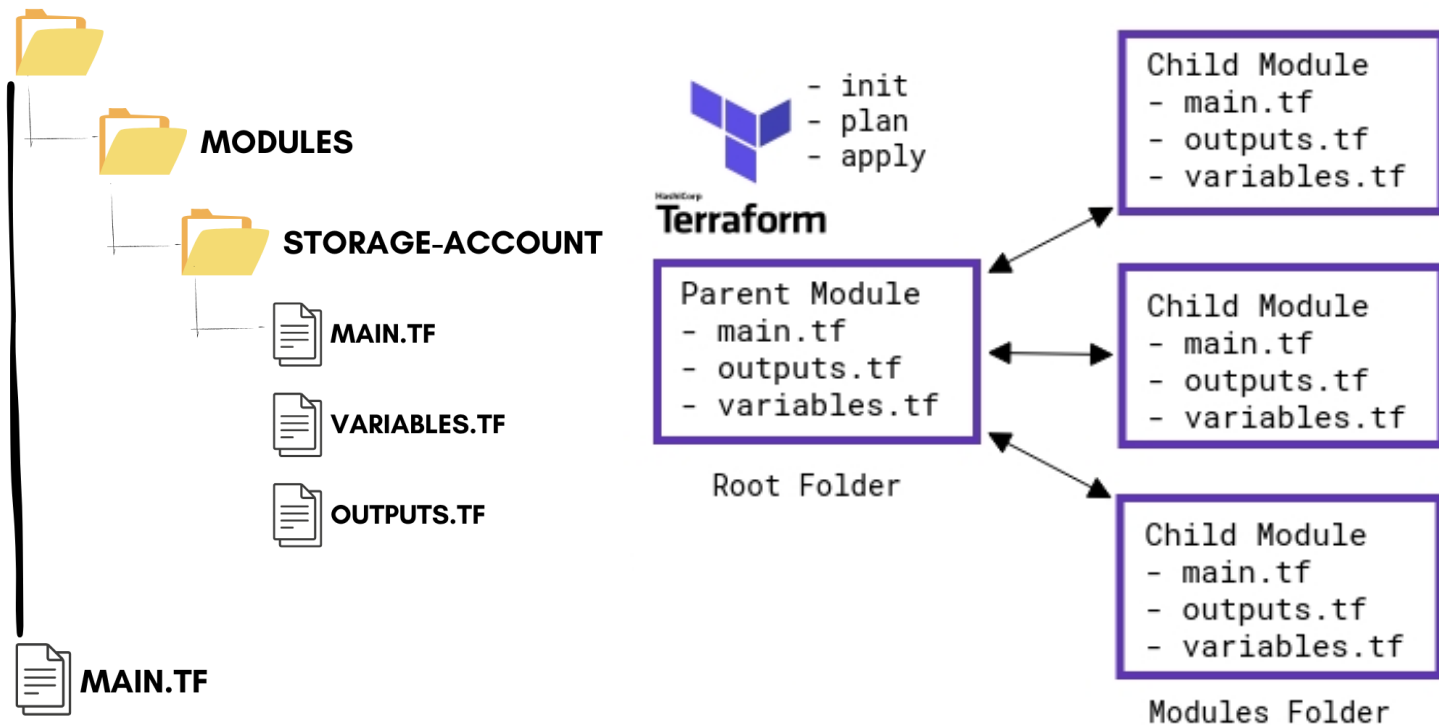 MODULES
STORAGE-ACCOUNT
MAIN.TF
VARIABLES.TF
OUTPUTS.TF
MAIN.TF
- init
- plan
- apply
HashiCorp
Terraform
Parent Module
- main.tf
- outputs.tf
- variables.tf
Root Folder
Child Module
- main.tf
- outputs.tf
- variables.tf
Child Module
- main.tf
- outputs.tf
- variables.tf
Child Module
- main.tf
- outputs.tf
- variables.tf
Modules Folder